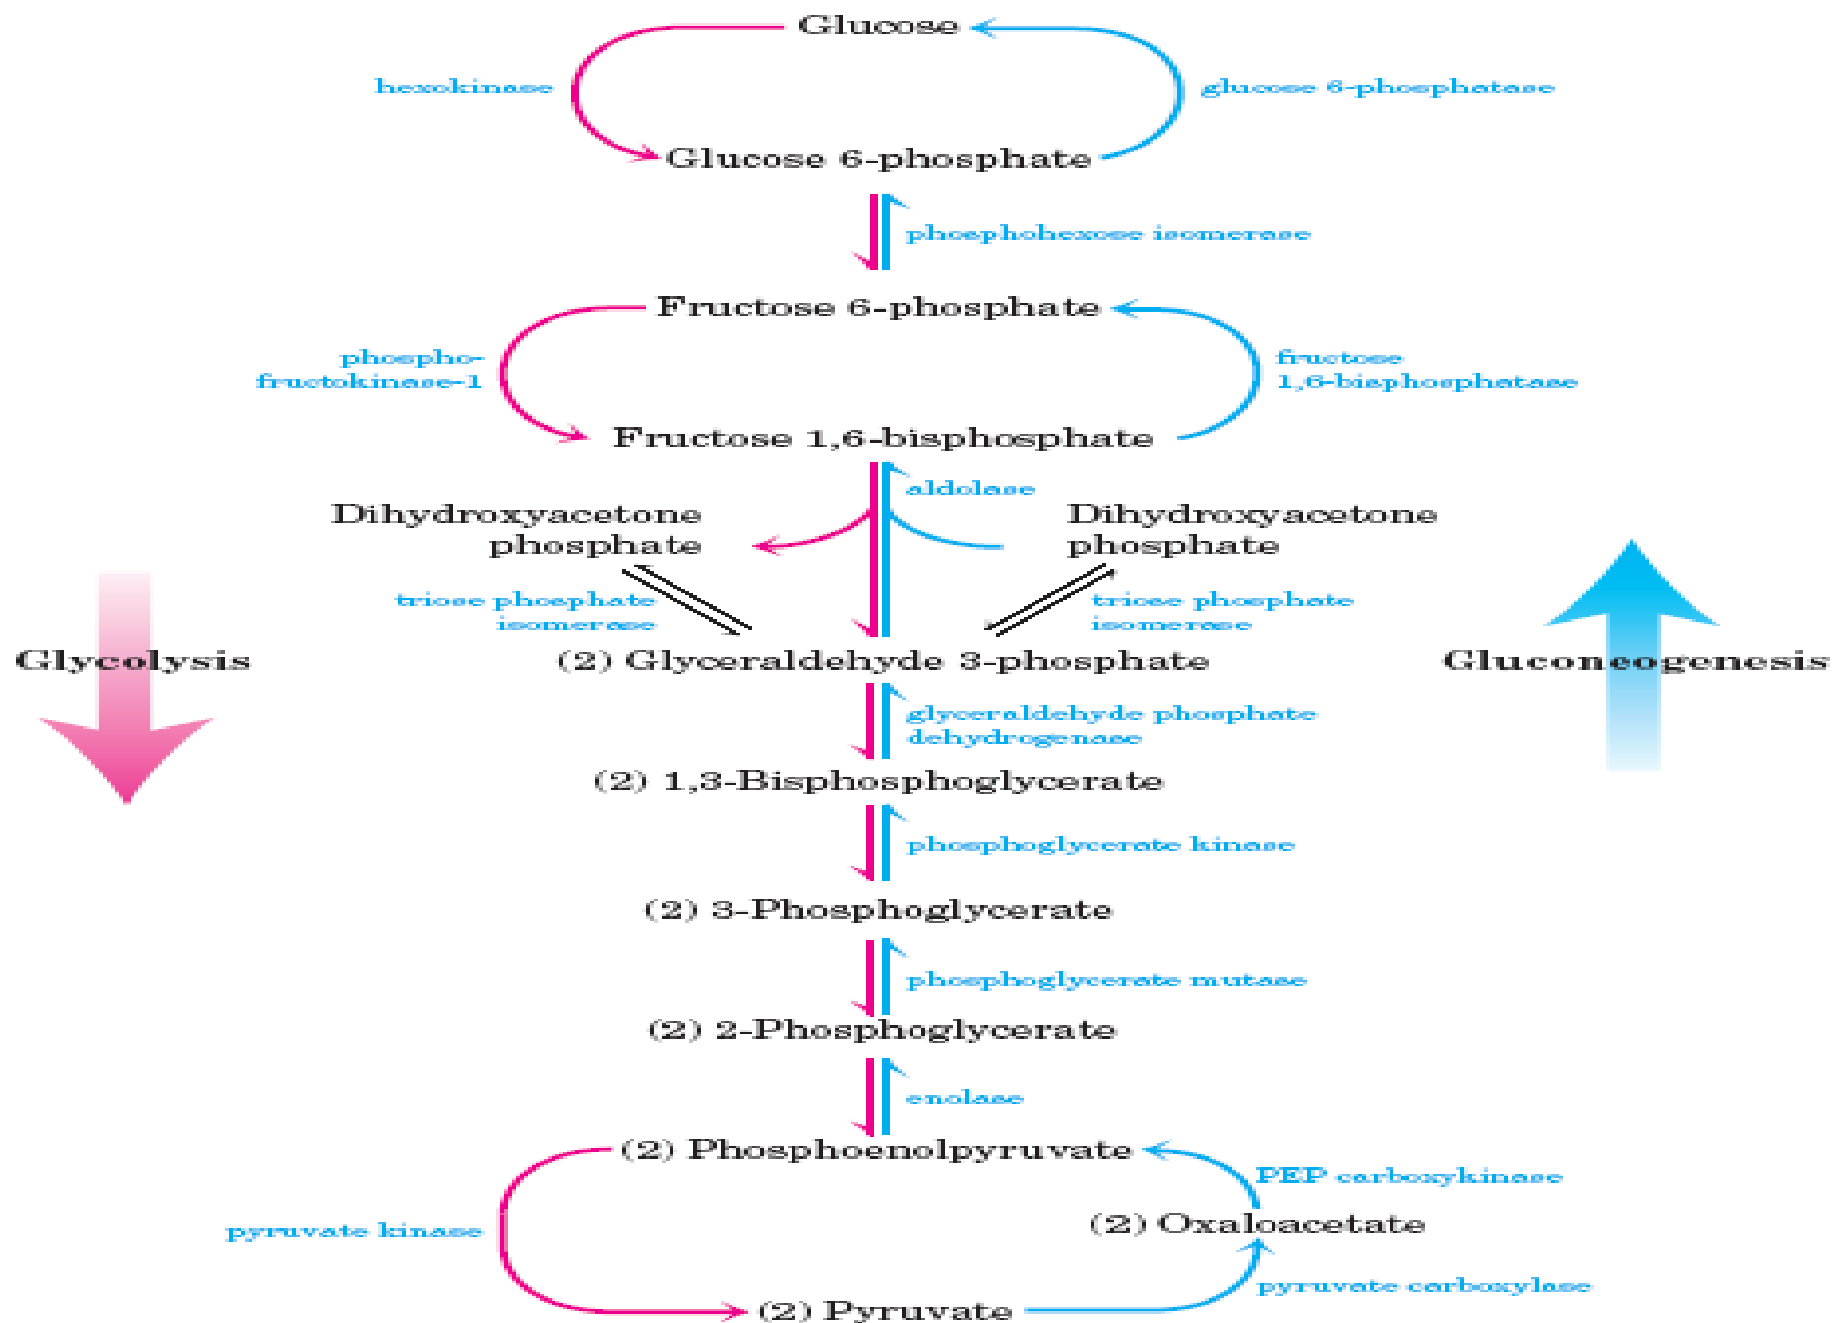 Glucose
hexokinase
glucose 6-phosphatase
Glucose 6-phosphate
phosphohexose isomerase
Fructose 6-phosphate
phospho-
fructokinase-1
fructose
1,6-bisphosphatase
Fructose 1,6-bisphosphate
aldolase
Dihydroxyacetone
phosphate
Dihydroxyacetone
phosphate
triose phosphate
isomerase
triose phosphate
isomerase
Glycolysis
(2) Glyceraldehyde 3-phosphate
Gluconeogenesis
glyceraldehyde phosphate
dehydrogenase
(2) 1,3-Bisphosphoglycerate
phosphoglycerate kinase
(2) 3-Phosphoglycerate
phosphoglycerate mutase
(2) 2-Phosphoglycerate
enolase
(2) Phosphoenolpyruvate
PEP carboxykinase
(2) Oxaloacetate
pyruvate kinase
pyruvate carboxylase
(2) Pyruvate